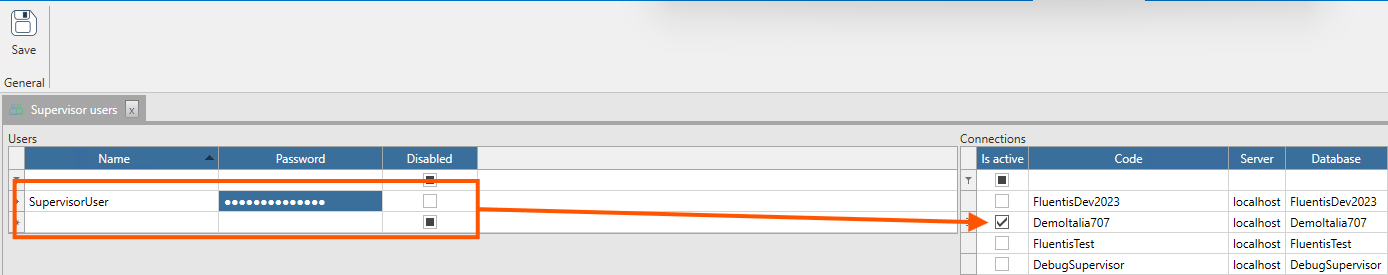 Save
General
Supervisor users x
Users
Name Password Disabled
SupervisorUser ●●●●●●●●●●●●●●
Connections
Is active Code Server Database
FluentisDev2023 localhost FluentisDev2023
DemoItalia707 localhost DemoItalia707
FluentisTest localhost FluentisTest
DebugSupervisor localhost DebugSupervisor